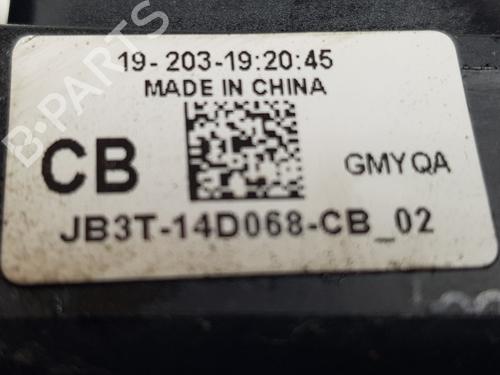 19- 203-19:20:45
MADE IN CHINA
CB
GMYQA
JB3T-14D068-CB_02
B-PARTS